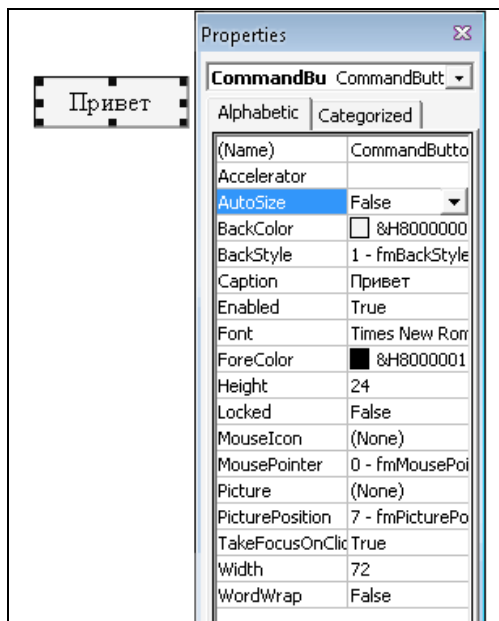 Привет
Properties
CommandBu CommandButt
Alphabetic Categorized
(Name) CommandButto
Accelerator
AutoSize False
BackColor &H8000000
BackStyle 1 - fmBackStyle
Caption Привет
Enabled True
Font Times New Rom
ForeColor &H8000001
Height 24
Locked False
MouseIcon (None)
MousePointer 0 - fmMousePoi
Picture (None)
PicturePosition 7 - fmPicturePo
TakeFocusOnClic True
Width 72
WordWrap False